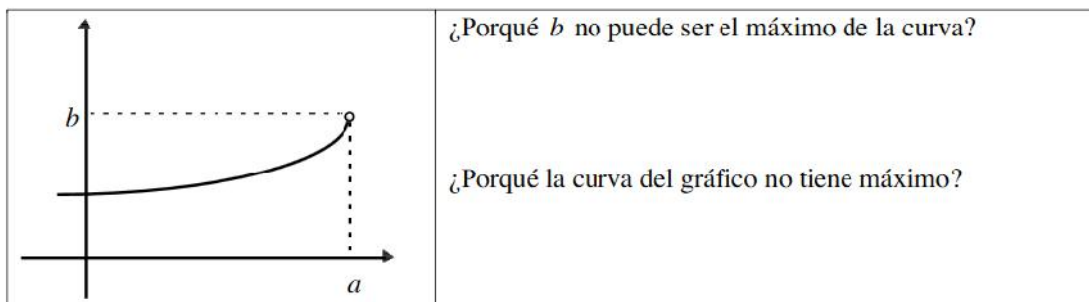 ¿Porqué b no puede ser el máximo de la curva?
b
¿Porqué la curva del gráfico no tiene máximo?
a